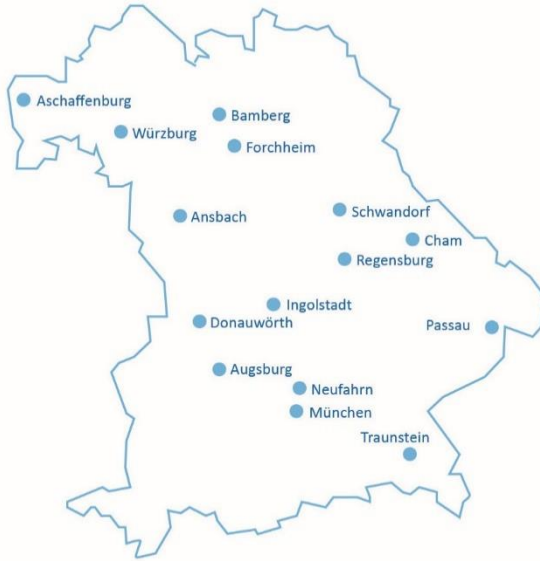 Aschaffenburg
Bamberg
Würzburg
Forchheim
Schwandorf
Ansbach
Cham
Regensburg
Ingolstadt
Donauwörth
Passau
Augsburg
Neufahrn
München
Traunstein